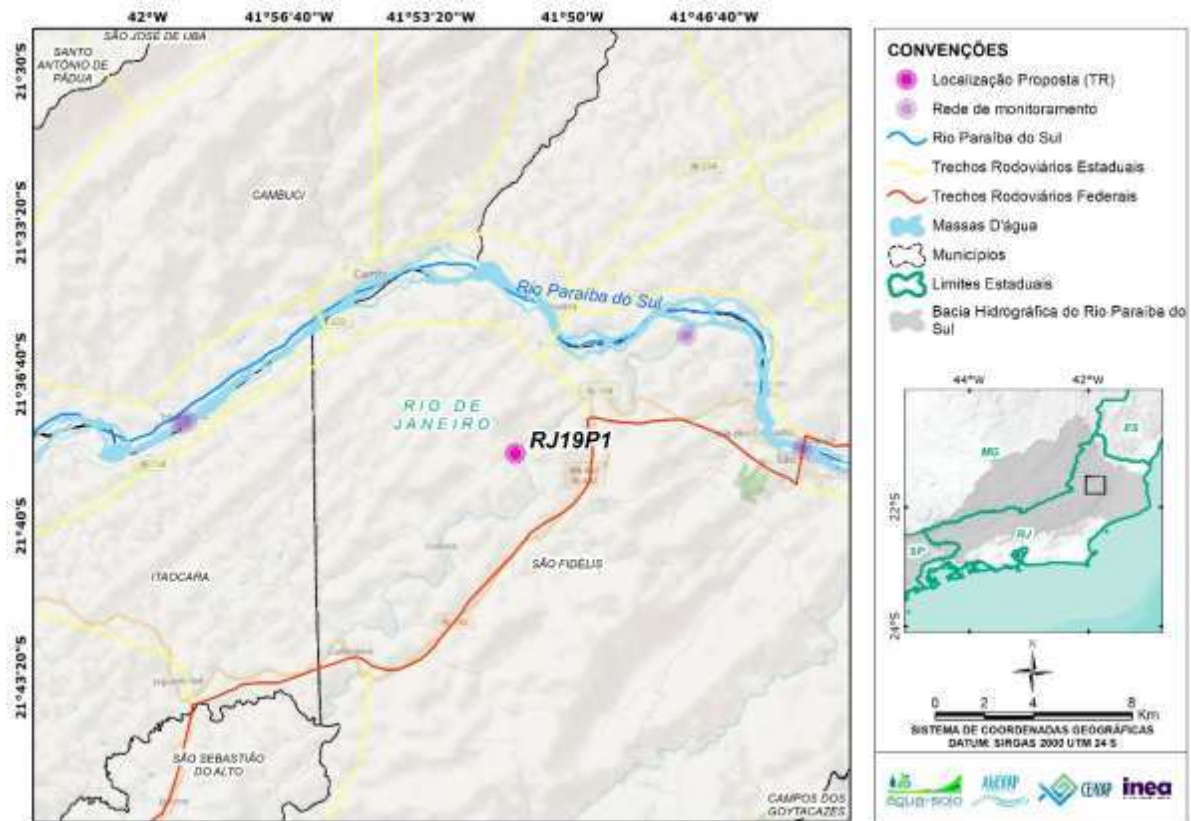 42°W 41°56'40"W 41°53'20"W 41°50'W 41°46'40"W
21°30'S
21°33'20"S
21°36'40"S
21°40'S
21°43'20"S
SÃO JOSÉ DE UBÁ
SANTO
ANTÔNIO DE
PÁDUA
CAMBUCI
Rio Paraíba do Sul
RIO DE
JANEIRO
RJ19P1
ITAOCARA
SÃO FIDÉLIS
SÃO SEBASTIÃO
DO ALTO
CAMPOS DOS
GOYTACAZES
CONVENÇÕES
Localização Proposta (TR)
Rede de monitoramento
Rio Paraíba do Sul
Trechos Rodoviários Estaduais
Trechos Rodoviários Federais
Massas D'água
Municípios
Limites Estaduais
Bacia Hidrográfica do Rio Paraíba do
Sul
44°W 42°W
22°S
24°S
MG
ES
RJ
SP
N
0 2 4 8
Km
SISTEMA DE COORDENADAS GEOGRÁFICAS
DATUM: SIRGAS 2000 UTM 24 S
água e solo
AGEVAP
CEIVAP
inea